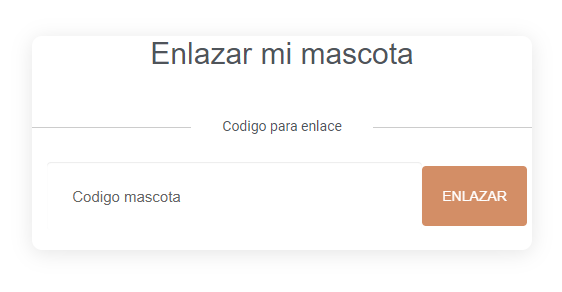 Enlazar mi mascota
Codigo para enlace
Codigo mascota
ENLAZAR